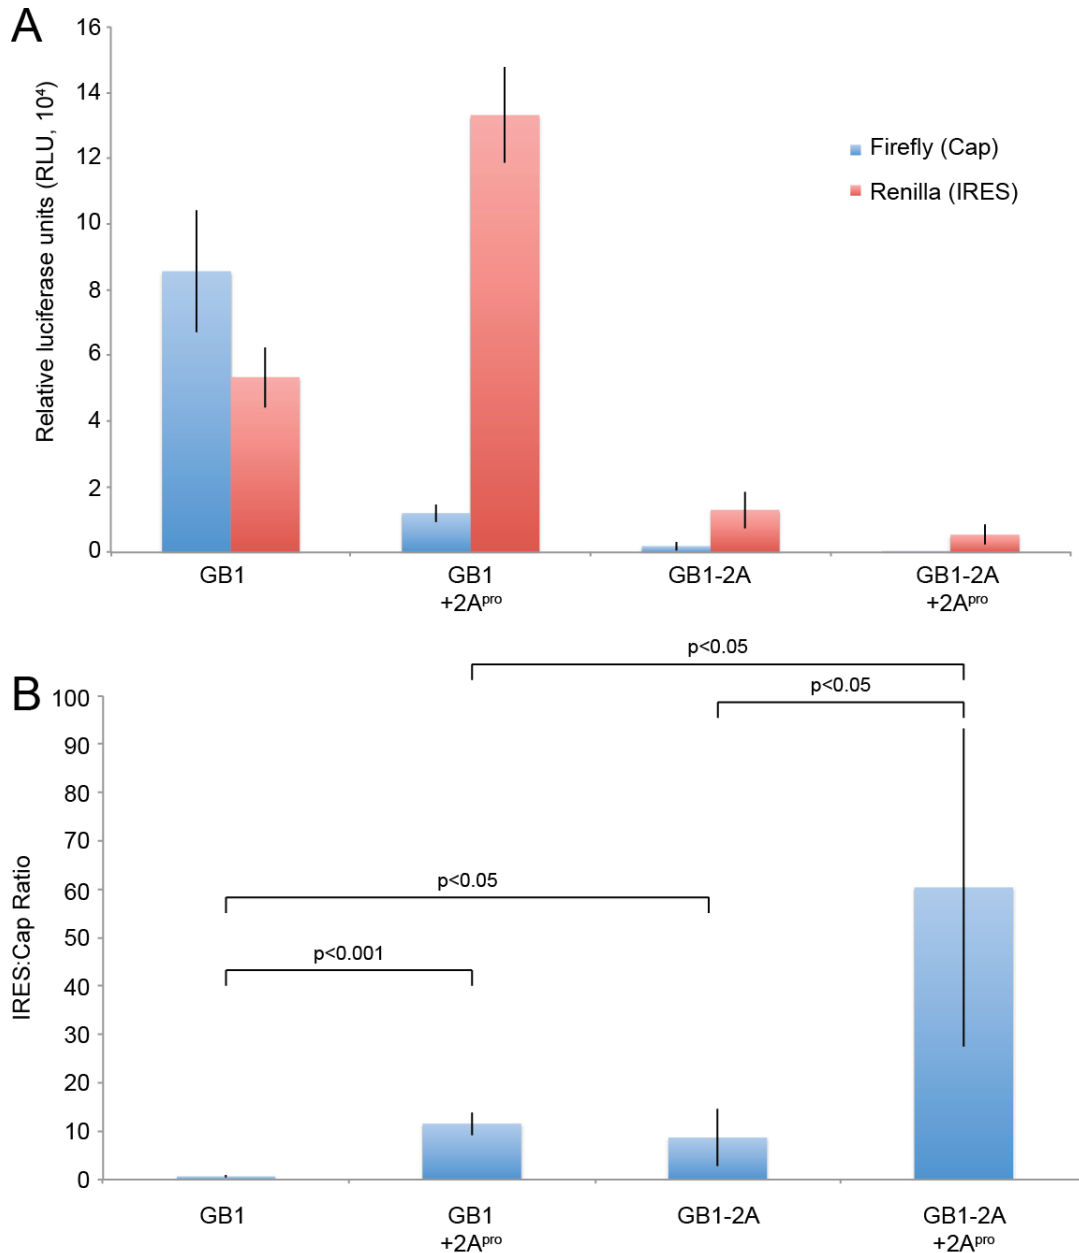 A
Relative luciferase units (RLU, 10⁴)
16
14
12
10
8
6
4
2
0
Firefly (Cap)
Renilla (IRES)
GB1
GB1
+2Aᵖʳᵒ
GB1-2A
GB1-2A
+2Aᵖʳᵒ
B
IRES:Cap Ratio
100
90
80
70
60
50
40
30
20
10
0
p<0.05
p<0.05
p<0.05
p<0.001
GB1
GB1
+2Aᵖʳᵒ
GB1-2A
GB1-2A
+2Aᵖʳᵒ